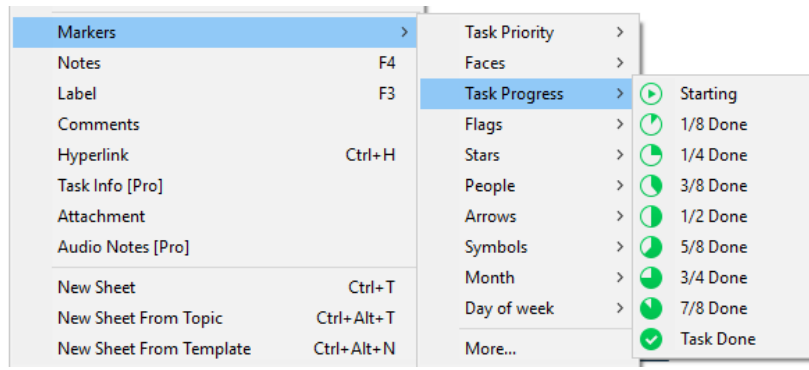 Markers
Notes F4
Label F3
Comments
Hyperlink Ctrl+H
Task Info [Pro]
Attachment
Audio Notes [Pro]
New Sheet Ctrl+T
New Sheet From Topic Ctrl+Alt+T
New Sheet From Template Ctrl+Alt+N
Task Priority
Faces
Task Progress
Flags
Stars
People
Arrows
Symbols
Month
Day of week
More...
Starting
1/8 Done
1/4 Done
3/8 Done
1/2 Done
5/8 Done
3/4 Done
7/8 Done
Task Done